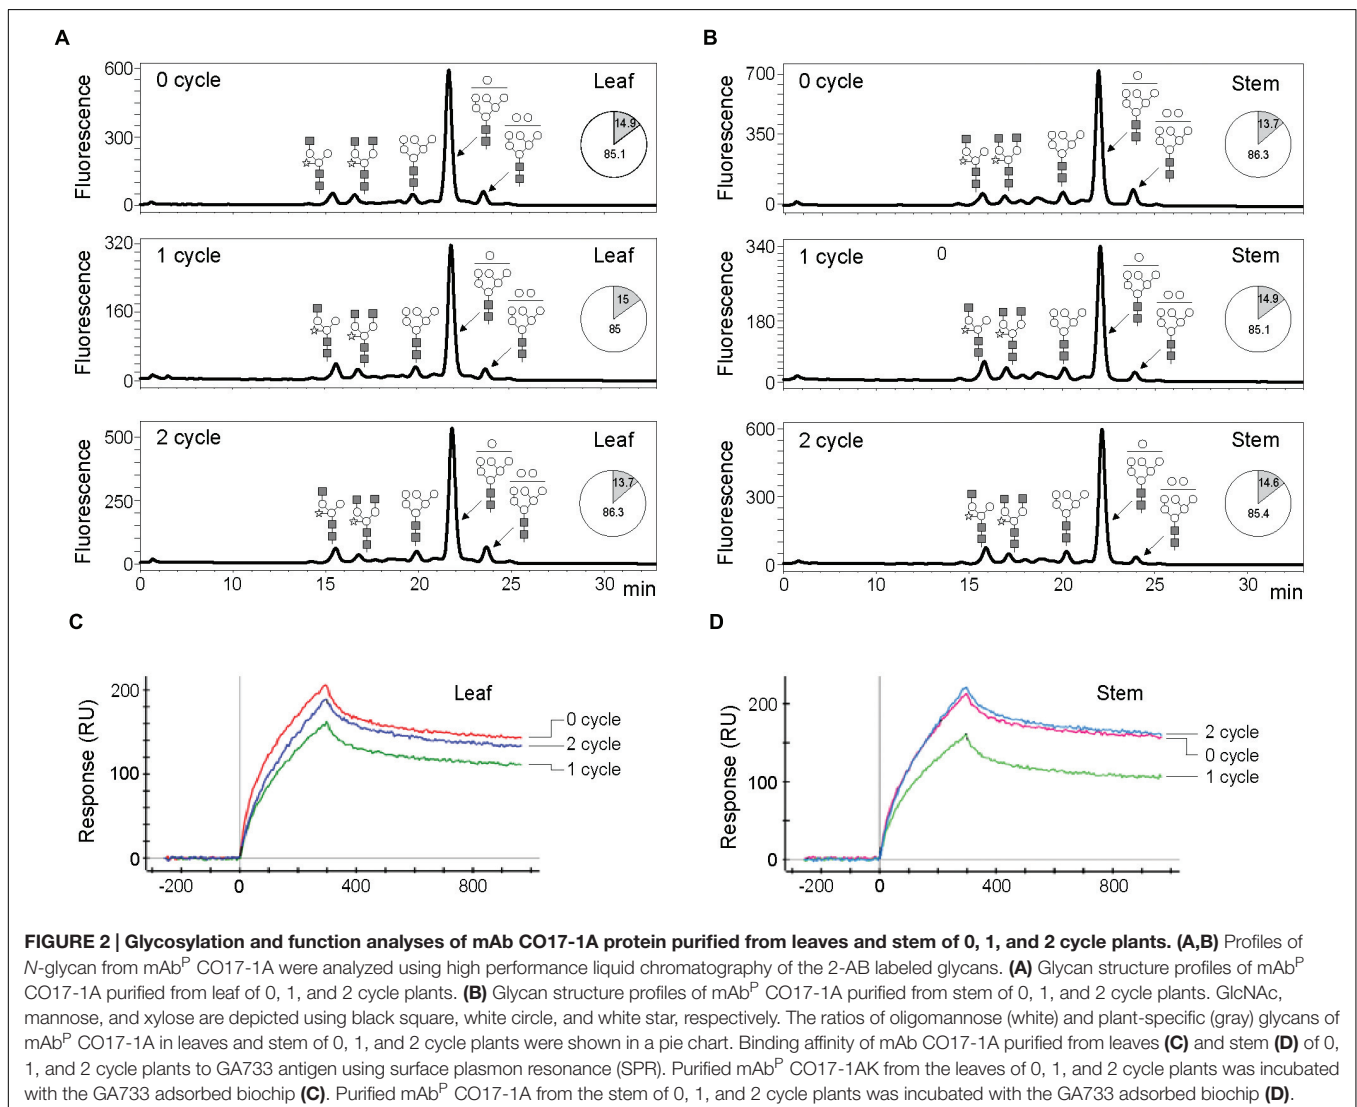 A
B
0 cycle
Leaf
Fluorescence
600
300
0
14.9
85.1
0 cycle
Stem
Fluorescence
700
350
0
13.7
86.3
1 cycle
Leaf
Fluorescence
320
160
0
15
85
1 cycle
0
Stem
Fluorescence
340
180
0
14.9
85.1
2 cycle
Leaf
Fluorescence
500
250
0
13.7
86.3
0 10 15 20 25 30 min
2 cycle
Stem
Fluorescence
600
300
0
14.6
85.4
0 10 15 20 25 30 min
C
D
Leaf
Response (RU)
200
100
0
0 cycle
2 cycle
1 cycle
-200 0 400 800
Stem
Response (RU)
200
100
0
2 cycle
0 cycle
1 cycle
-200 0 400 800
FIGURE 2 | Glycosylation and function analyses of mAb CO17-1A protein purified from leaves and stem of 0, 1, and 2 cycle plants. (A,B) Profiles of
N-glycan from mAbP CO17-1A were analyzed using high performance liquid chromatography of the 2-AB labeled glycans. (A) Glycan structure profiles of mAbP
CO17-1A purified from leaf of 0, 1, and 2 cycle plants. (B) Glycan structure profiles of mAbP CO17-1A purified from stem of 0, 1, and 2 cycle plants. GlcNAc,
mannose, and xylose are depicted using black square, white circle, and white star, respectively. The ratios of oligomannose (white) and plant-specific (gray) glycans of
mAbP CO17-1A in leaves and stem of 0, 1, and 2 cycle plants were shown in a pie chart. Binding affinity of mAb CO17-1A purified from leaves (C) and stem (D) of 0,
1, and 2 cycle plants to GA733 antigen using surface plasmon resonance (SPR). Purified mAbP CO17-1AK from the leaves of 0, 1, and 2 cycle plants was incubated
with the GA733 adsorbed biochip (C). Purified mAbP CO17-1A from the stem of 0, 1, and 2 cycle plants was incubated with the GA733 adsorbed biochip (D).